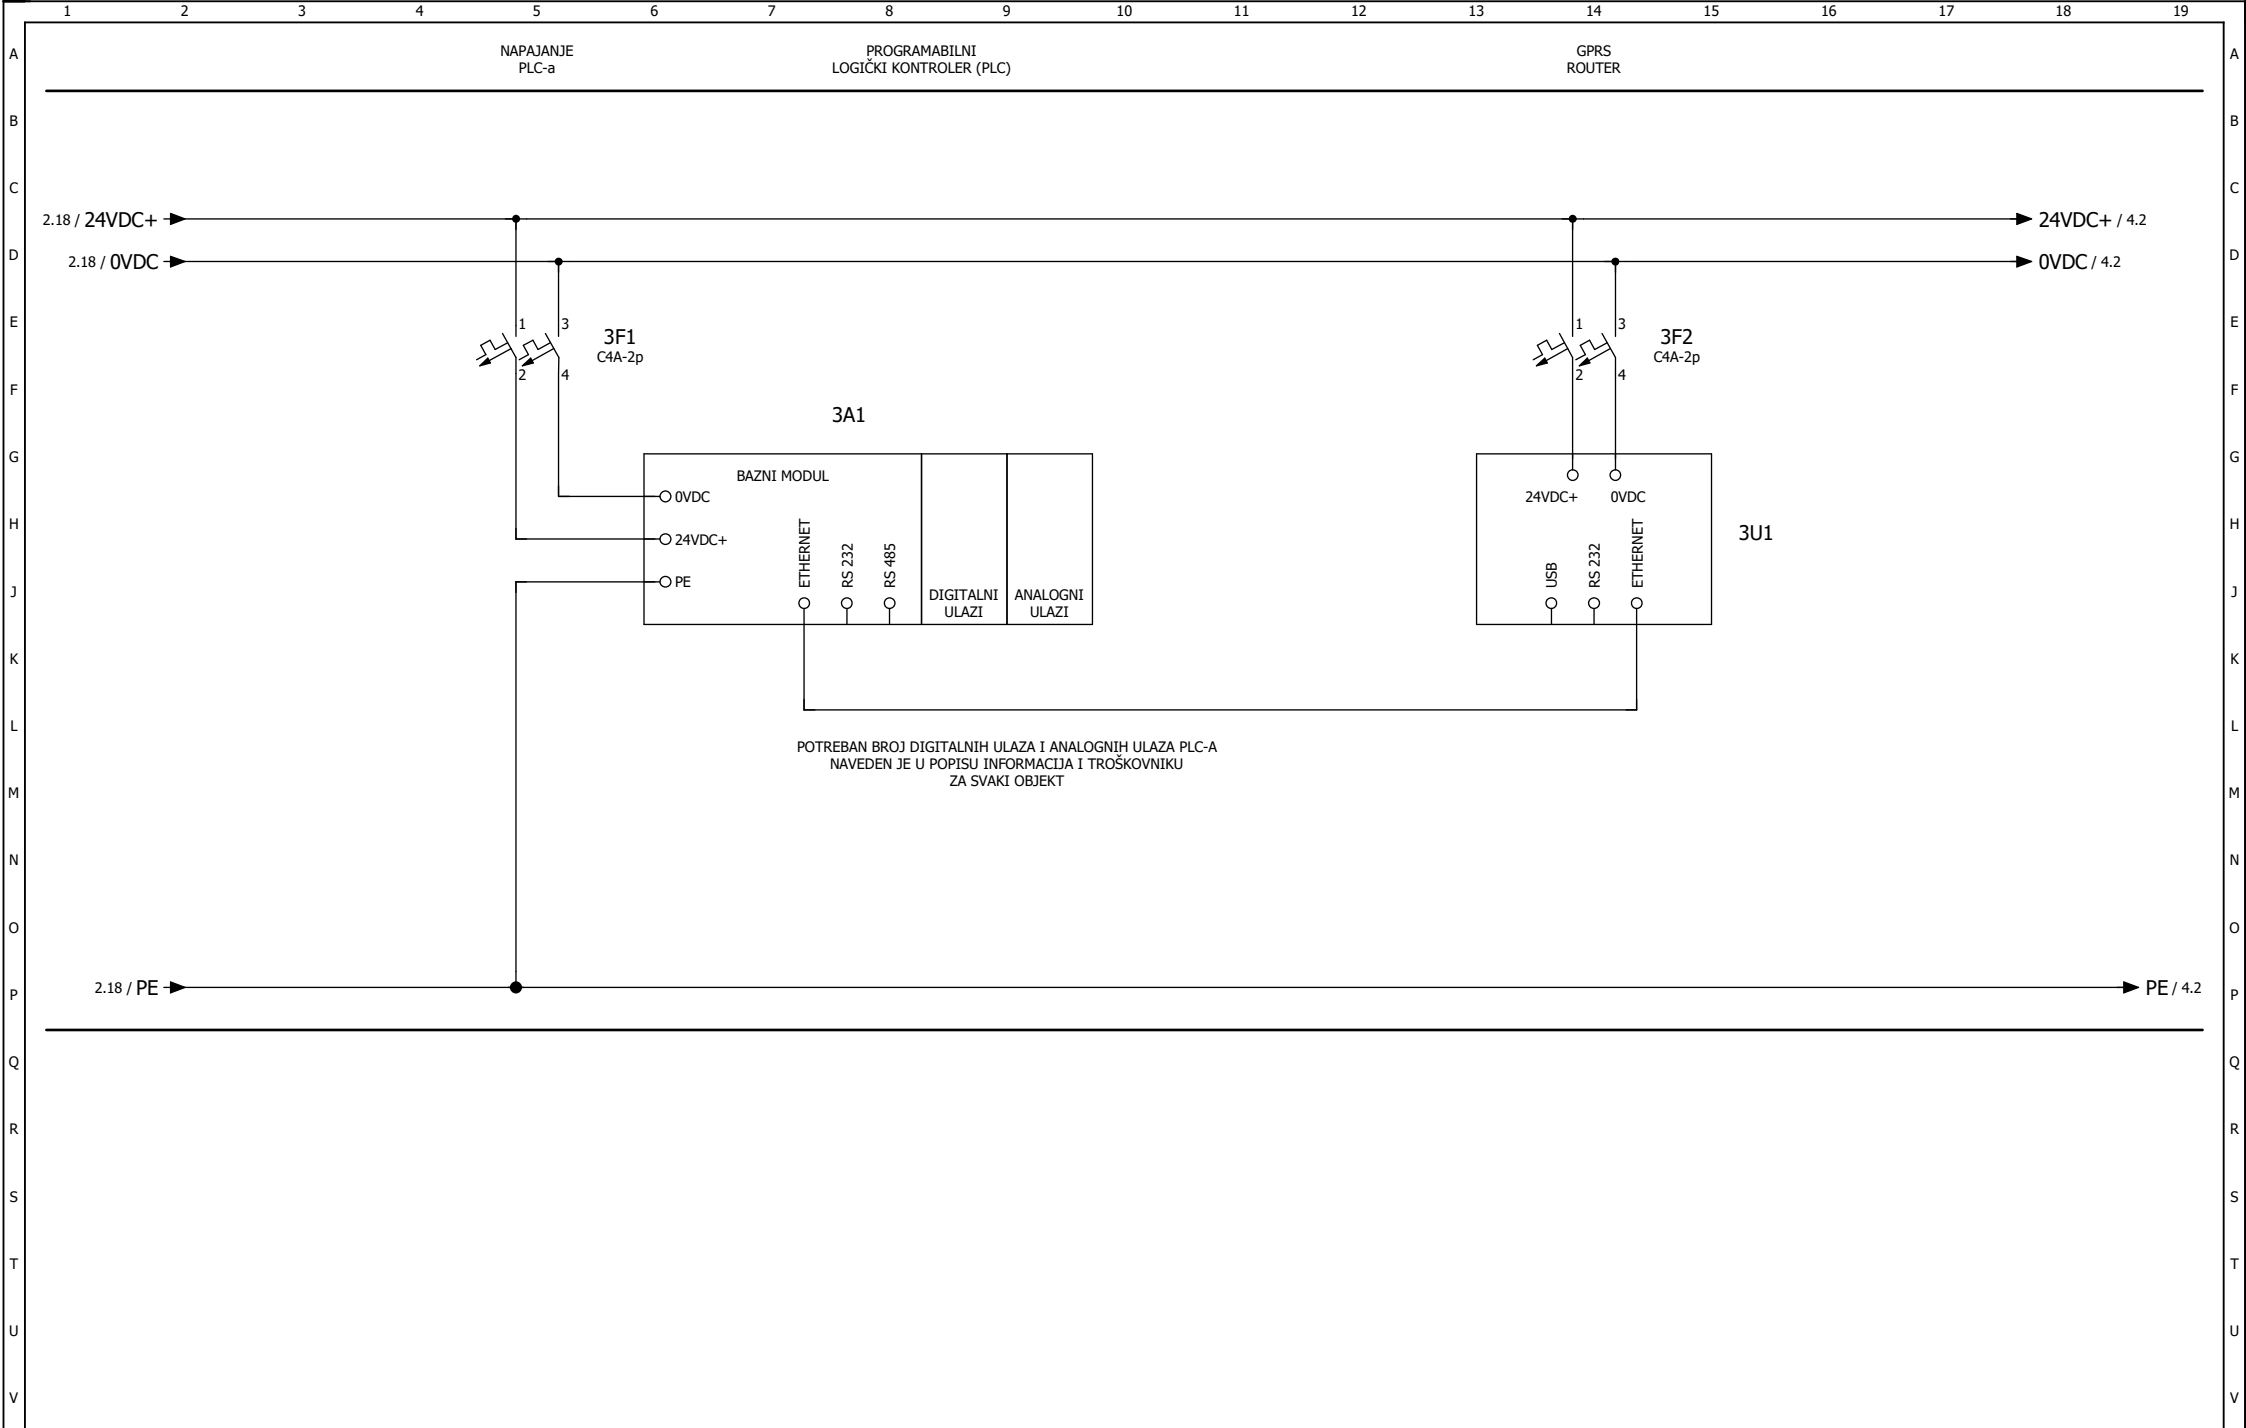 1 2 3 4 5 6 7 8 9 10 11 12 13 14 15 16 17 18 19
A NAPAJANJE PROGRAMABILNI GPRS A
PLC-a LOGIČKI KONTROLER (PLC) ROUTER
B B
C C
2.18 / 24VDC+ 24VDC+ / 4.2
D 2.18 / 0VDC 0VDC / 4.2 D
E 1 3 3F1 1 3 3F2 E
C4A-2p C4A-2p
2 4 2 4
F F
3A1
G G
BAZNI MODUL
0VDC 24VDC+ 0VDC
H H
24VDC+ 3U1
ETHERNET RS 232 RS 485 USB RS 232 ETHERNET
PE
J DIGITALNI ANALOGNI J
ULAZI ULAZI
K K
L L
POTREBAN BROJ DIGITALNIH ULAZA I ANALOGNIH ULAZA PLC-A
NAVEDEN JE U POPISU INFORMACIJA I TROŠKOVNIKU
ZA SVAKI OBJEKT
M M
N N
O O
2.18 / PE PE / 4.2
P P
Q Q
R R
S S
T T
U U
V V